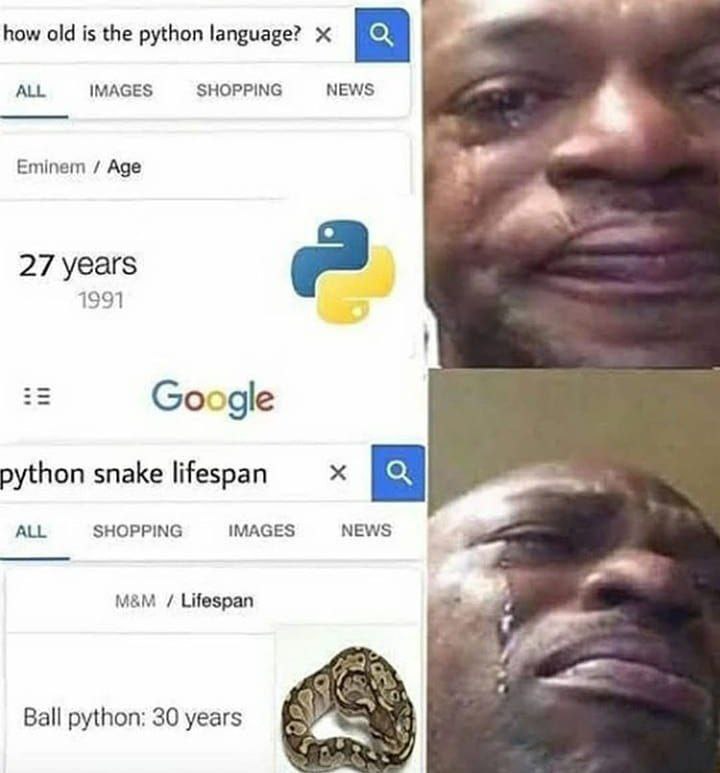 how old is the python language? ×
ALL IMAGES SHOPPING NEWS
Eminem / Age
27 years
1991
Google
python snake lifespan ×
ALL SHOPPING IMAGES NEWS
M&M / Lifespan
Ball python: 30 years